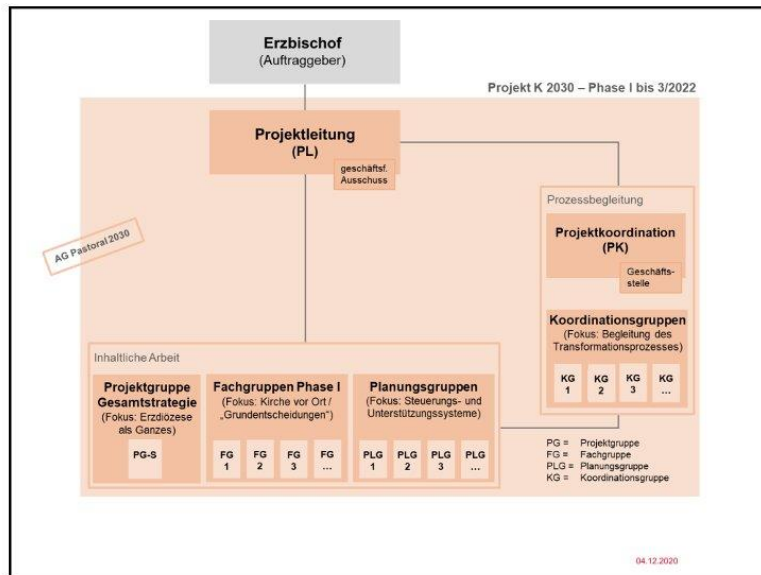 Erzbischof
(Auftraggeber)
Projekt K 2030 – Phase I bis 3/2022
Projektleitung
(PL)
geschäftsf.
Ausschuss
Prozessbegleitung
Projektkoordination
(PK)
Geschäfts-
stelle
AG Pastoral 2030
Koordinationsgruppen
(Fokus: Begleitung des
Transformationsprozesses)
KG
1
KG
2
KG
3
KG
...
Inhaltliche Arbeit
Projektgruppe
Gesamtstrategie
(Fokus: Erzdiözese
als Ganzes)
PG-S
Fachgruppen Phase I
(Fokus: Kirche vor Ort /
„Grundentscheidungen“)
FG
1
FG
2
FG
3
FG
...
Planungsgruppen
(Fokus: Steuerungs- und
Unterstützungssysteme)
PLG
1
PLG
2
PLG
3
PLG
...
PG = Projektgruppe
FG = Fachgruppe
PLG = Planungsgruppe
KG = Koordinationsgruppe
04.12.2020